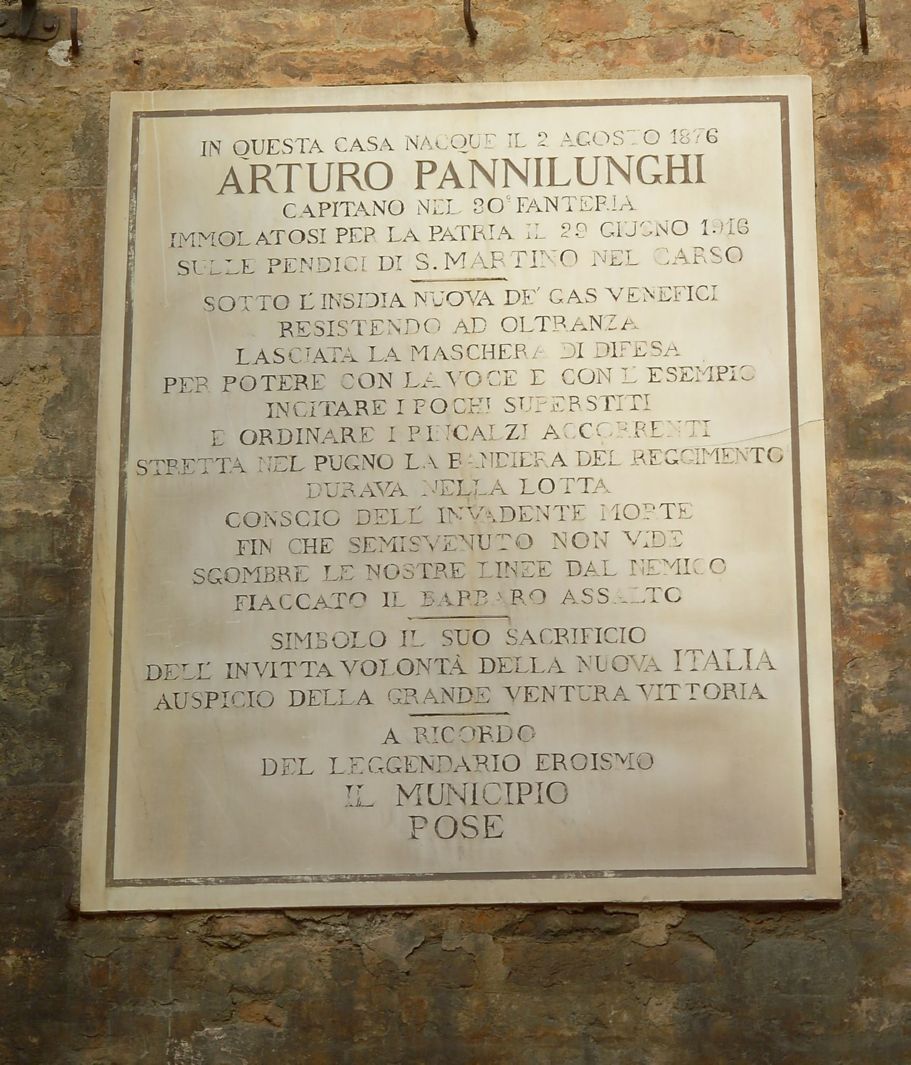 IN QUESTA CASA NACQUE IL 2 AGOSTO 1876
ARTURO PANNILUNGHI
CAPITANO NEL 30° FANTERIA
IMMOLATOSI PER LA PATRIA IL 29 GIUGNO 1916
SULLE PENDICI DI S. MARTINO NEL CARSO
SOTTO L'INSIDIA NUOVA DE' GAS VENEFICI
RESISTENDO AD OLTRANZA
LASCIATA LA MASCHERA DI DIFESA
PER POTERE CON LA VOCE E CON L'ESEMPIO
INCITARE I POCHI SUPERSTITI
E ORDINARE I RINCALZI ACCORRENTI
STRETTA NEL PUGNO LA BANDIERA DEL REGGIMENTO
DURAVA NELLA LOTTA
CONSCIO DELL' INVADENTE MORTE
FIN CHE SEMISVENUTO NON VIDE
SGOMBRE LE NOSTRE LINEE DAL NEMICO
FIACCATO IL BARBARO ASSALTO
SIMBOLO IL SUO SACRIFICIO
DELL' INVITTA VOLONTÀ DELLA NUOVA ITALIA
AUSPICIO DELLA GRANDE VENTURA VITTORIA
A RICORDO
DEL LEGGENDARIO EROISMO
IL MUNICIPIO
POSE